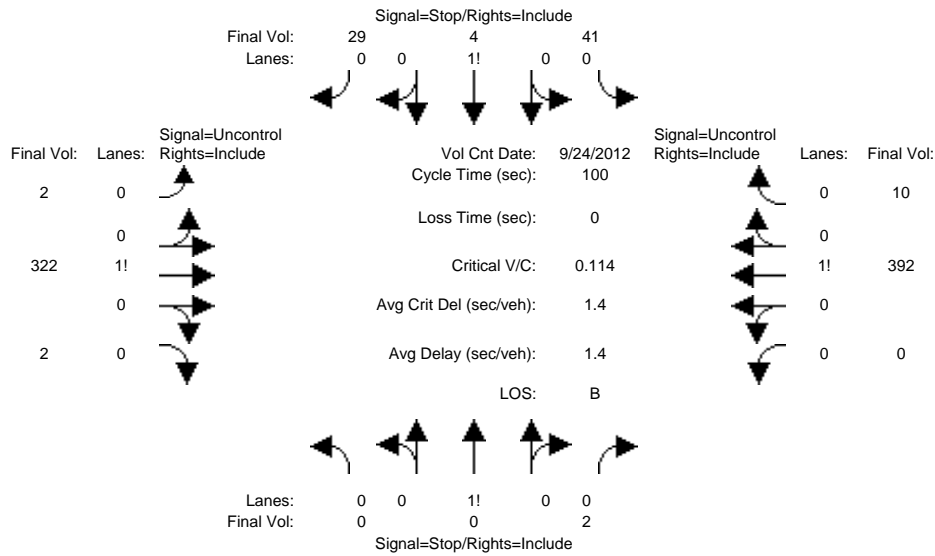 Signal=Stop/Rights=Include
Final Vol: 29 4 41
Lanes: 0 0 1! 0 0
Signal=Uncontrol Signal=Uncontrol
Final Vol: Lanes: Rights=Include Vol Cnt Date: 9/24/2012 Rights=Include Lanes: Final Vol:
Cycle Time (sec): 100
2 0 0 10
Loss Time (sec): 0
0 0
322 1! Critical V/C: 0.114 1! 392
0 Avg Crit Del (sec/veh): 1.4 0
2 0 Avg Delay (sec/veh): 1.4 0 0
LOS: B
Lanes: 0 0 1! 0 0
Final Vol: 0 0 2
Signal=Stop/Rights=Include